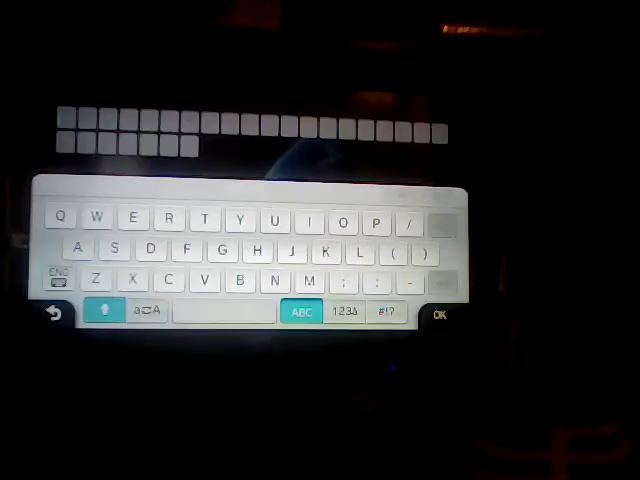 Q W E R T Y U I O P /
A S D F G H J K L ( )
ENG Z X C V B N M ; : -
a⇄A ABC 123Δ #!? OK